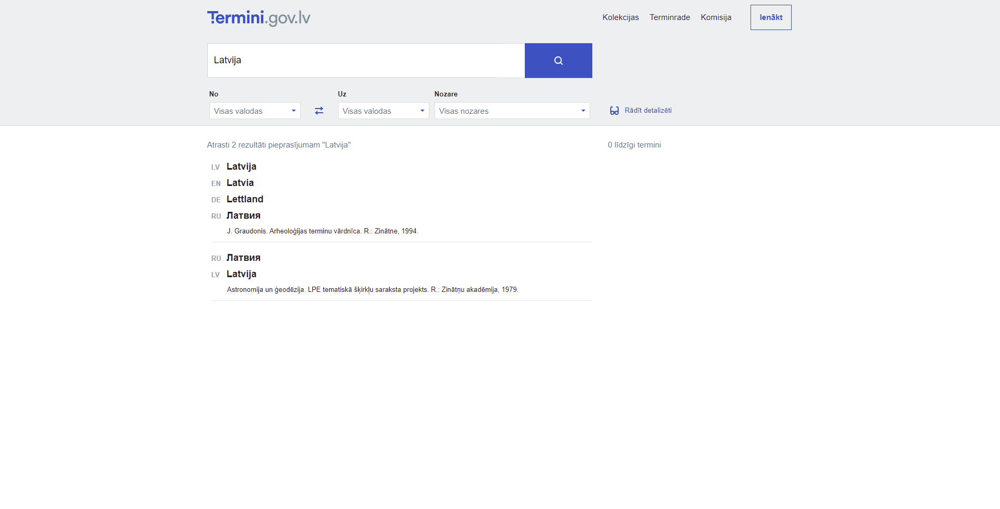 Termini.gov.lv
Kolekcijas Terminrade Komisija Ienākt
Latvija
No Uz Nozare
Visas valodas Visas valodas Visas nozares Rādīt detalizēti
Atrasti 2 rezultāti pieprasījumam "Latvija" 0 līdzīgi termini
LV Latvija
EN Latvia
DE Lettland
RU Латвия
J. Graudonis. Arheoloģijas terminu vārdnīca. R.: Zinātne, 1994.
RU Латвия
LV Latvija
Astronomija un ģeodēzija. LPE tematiskā šķirkļu saraksta projekts. R.: Zinātņu akadēmija, 1979.